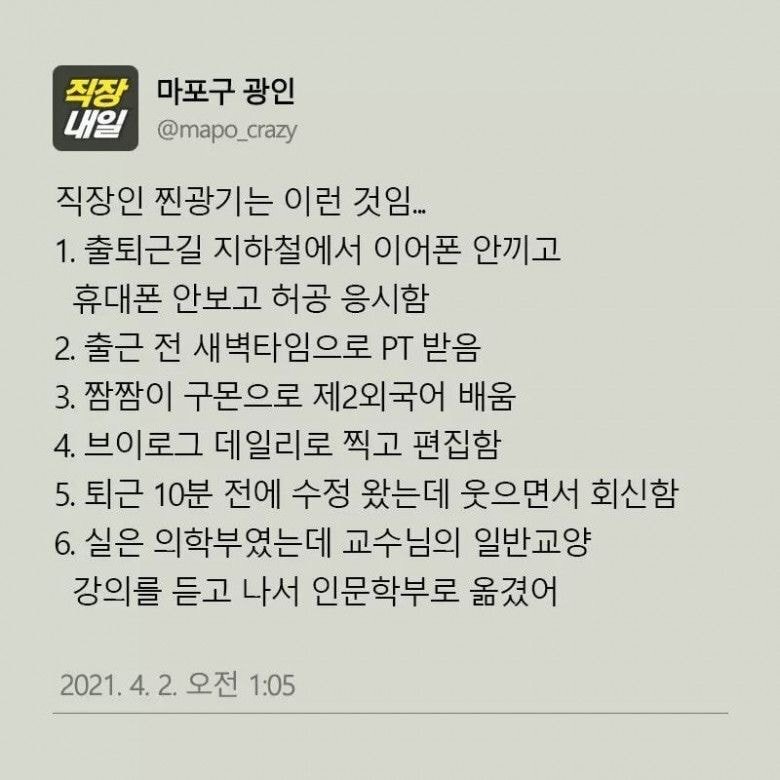 직장
내일
마포구 광인
@mapo_crazy
직장인 찐광기는 이런 것임...
1. 출퇴근길 지하철에서 이어폰 안끼고
휴대폰 안보고 허공 응시함
2. 출근 전 새벽타임으로 PT 받음
3. 짬짬이 구몬으로 제2외국어 배움
4. 브이로그 데일리로 찍고 편집함
5. 퇴근 10분 전에 수정 왔는데 웃으면서 회신함
6. 실은 의학부였는데 교수님의 일반교양
강의를 듣고 나서 인문학부로 옮겼어
2021. 4. 2. 오전 1:05